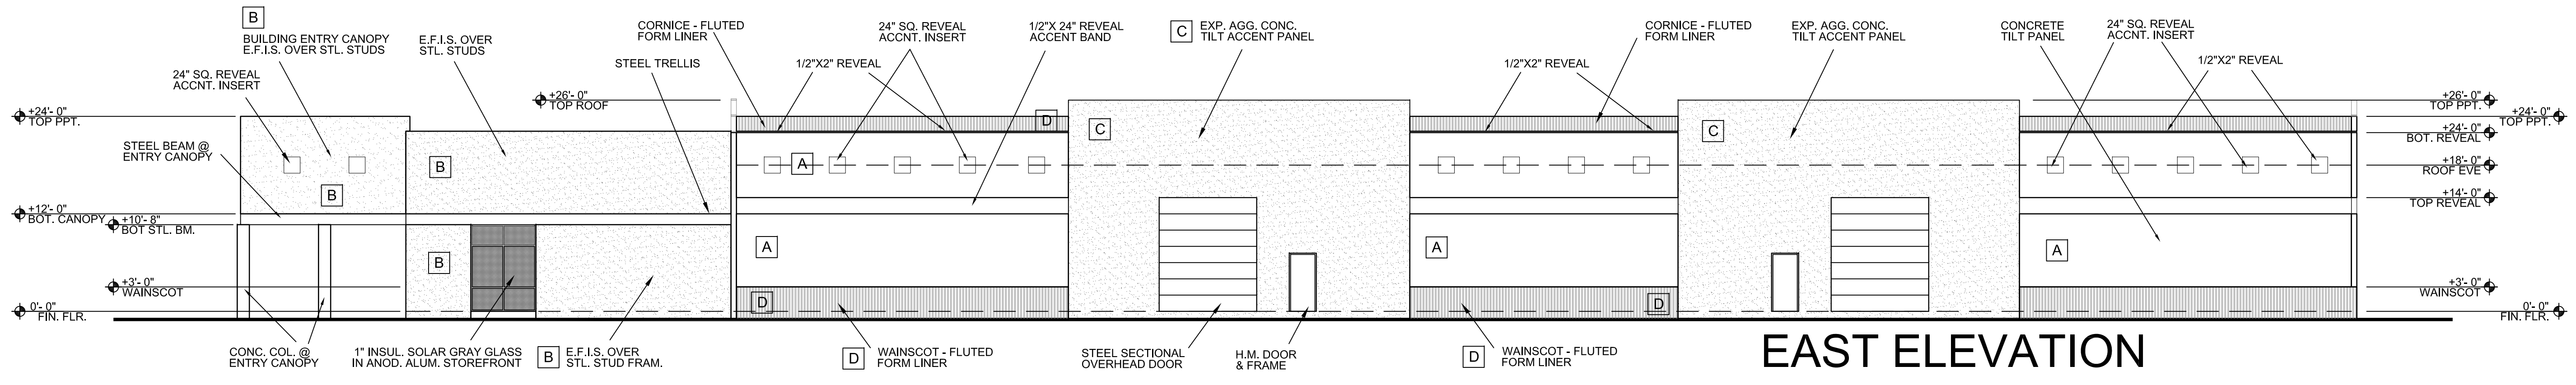 B
BUILDING ENTRY CANOPY
E.F.I.S. OVER STL. STUDS
E.F.I.S. OVER
STL. STUDS
CORNICE - FLUTED
FORM LINER
24" SQ. REVEAL
ACCNT. INSERT
1/2"X 24" REVEAL
ACCENT BAND
C
EXP. AGG. CONC.
TILT ACCENT PANEL
CORNICE - FLUTED
FORM LINER
EXP. AGG. CONC.
TILT ACCENT PANEL
CONCRETE
TILT PANEL
24" SQ. REVEAL
ACCNT. INSERT
24" SQ. REVEAL
ACCNT. INSERT
STEEL TRELLIS
1/2"X2" REVEAL
1/2"X2" REVEAL
1/2"X2" REVEAL
+26'- 0"
TOP ROOF
+26'- 0"
TOP PPT.
+24'- 0"
TOP PPT.
+24'- 0"
TOP PPT.
D
C
C
+24'- 0"
BOT. REVEAL
STEEL BEAM @
ENTRY CANOPY
B
A
+18'- 0"
ROOF EVE
B
+14'- 0"
TOP REVEAL
+12'- 0"
BOT. CANOPY
+10'- 8"
BOT STL. BM.
B
A
A
A
+3'- 0"
WAINSCOT
+3'- 0"
WAINSCOT
D
D
0'- 0"
FIN. FLR.
0'- 0"
FIN. FLR.
CONC. COL. @
ENTRY CANOPY
1" INSUL. SOLAR GRAY GLASS
IN ANOD. ALUM. STOREFRONT
B
E.F.I.S. OVER
STL. STUD FRAM.
D
WAINSCOT - FLUTED
FORM LINER
STEEL SECTIONAL
OVERHEAD DOOR
H.M. DOOR
& FRAME
D
WAINSCOT - FLUTED
FORM LINER
EAST ELEVATION